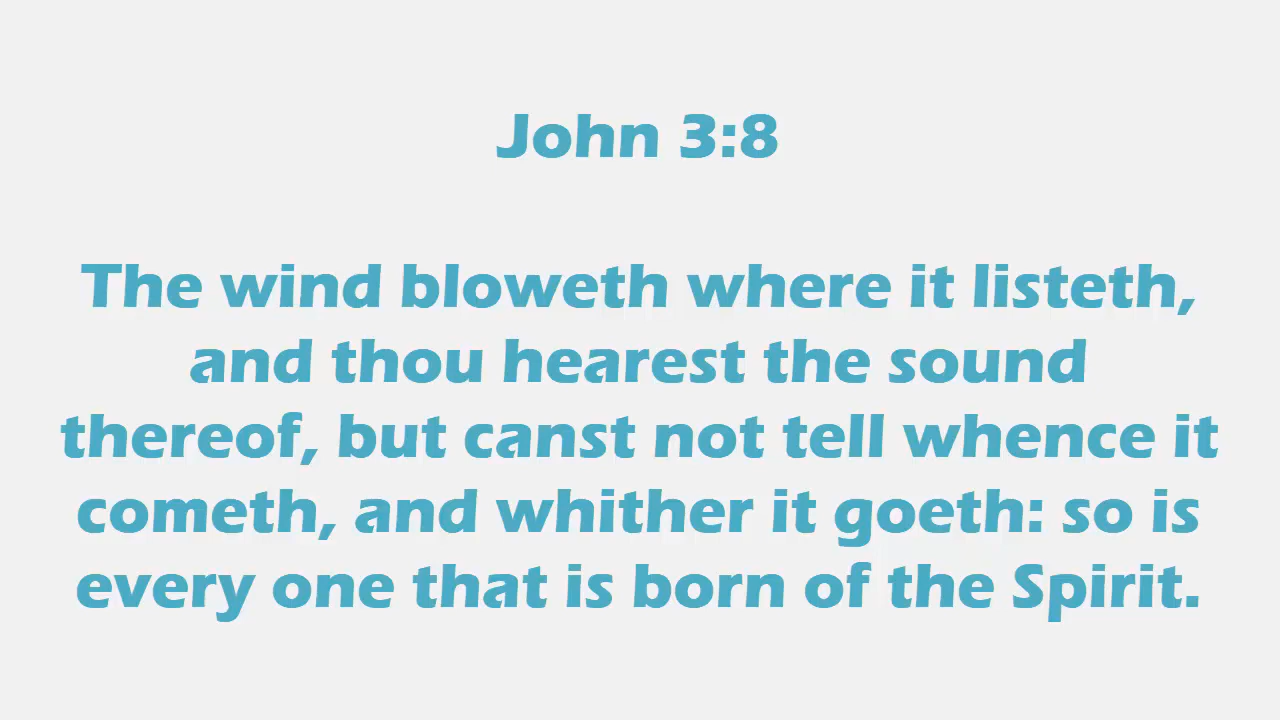 John 3:8
The wind bloweth where it listeth,
and thou hearest the sound
thereof, but canst not tell whence it
cometh, and whither it goeth: so is
every one that is born of the Spirit.